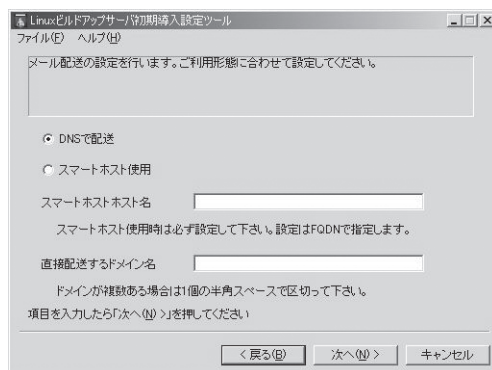 Linuxビルドアップサーバ初期導入設定ツール
ファイル(F) ヘルプ(H)
メール配送の設定を行います。ご利用形態に合わせて設定してください。
DNSで配送
スマートホスト使用
スマートホストホスト名
スマートホスト使用時は必ず設定して下さい。設定はFQDNで指定します。
直接配送するドメイン名
ドメインが複数ある場合は1個の半角スペースで区切って下さい。
項目を入力したら「次へ(N) >」を押してください
< 戻る(B) 次へ(N) > キャンセル